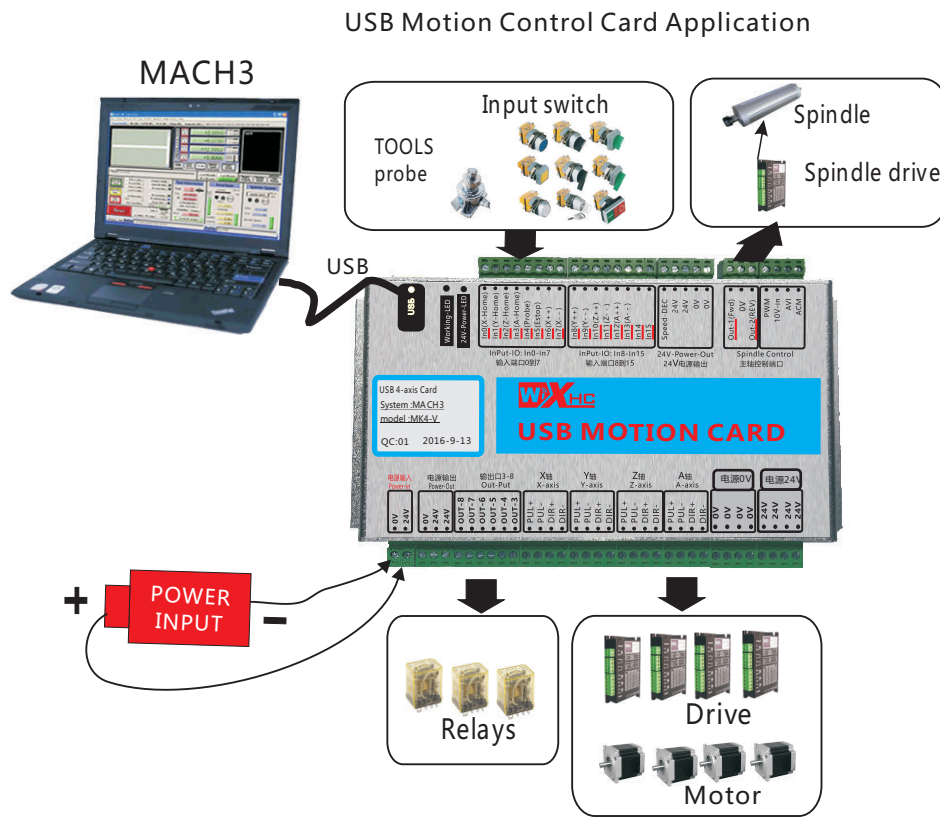 USB Motion Control Card Application
MACH3
Input switch
TOOLS
probe
Spindle
Spindle drive
USB
USB
Working-LED
24V-Power-LED
In0(X-Home)
In1(Y-Home)
In2(Z-Home)
In3(A-Home)
In4(Probe)
In5(Estop)
In6(X++)
In7(X--)
In8(Y++)
In9(Y--)
In10(Z++)
In11(Z--)
In12(A++)
In13(A--)
In14
In15
Speed-DEC
24V
24V
0V
0V
Out-1(Fwd)
0V
0V
Out-2(REV)
PWM
10V-in
AVI
ACM
InPut-IO: In0-In7
输入端口0到7
InPut-IO: In8-In15
输入端口8到15
24V-Power-Out
24V电源输出
Spindle Control
主轴控制端口
USB 4-axis Card
System :MACH3
model :MK4-V
QC:01 2016-9-13
WIXHC
USB MOTION CARD
电源输入
Power-In
电源输出
Power-Out
输出口3-8
Out-Put
X轴
X-axis
Y轴
Y-axis
Z轴
Z-axis
A轴
A-axis
电源0V
电源24V
0V
24V
0V
24V
24V
OUT-8
OUT-7
OUT-6
OUT-5
OUT-4
OUT-3
PUL+
PUL-
DIR+
DIR-
PUL+
PUL-
DIR+
DIR-
PUL+
PUL-
DIR+
DIR-
PUL+
PUL-
DIR+
DIR-
0V
0V
0V
0V
24V
24V
24V
24V
+
POWER
INPUT
-
Relays
Drive
Motor